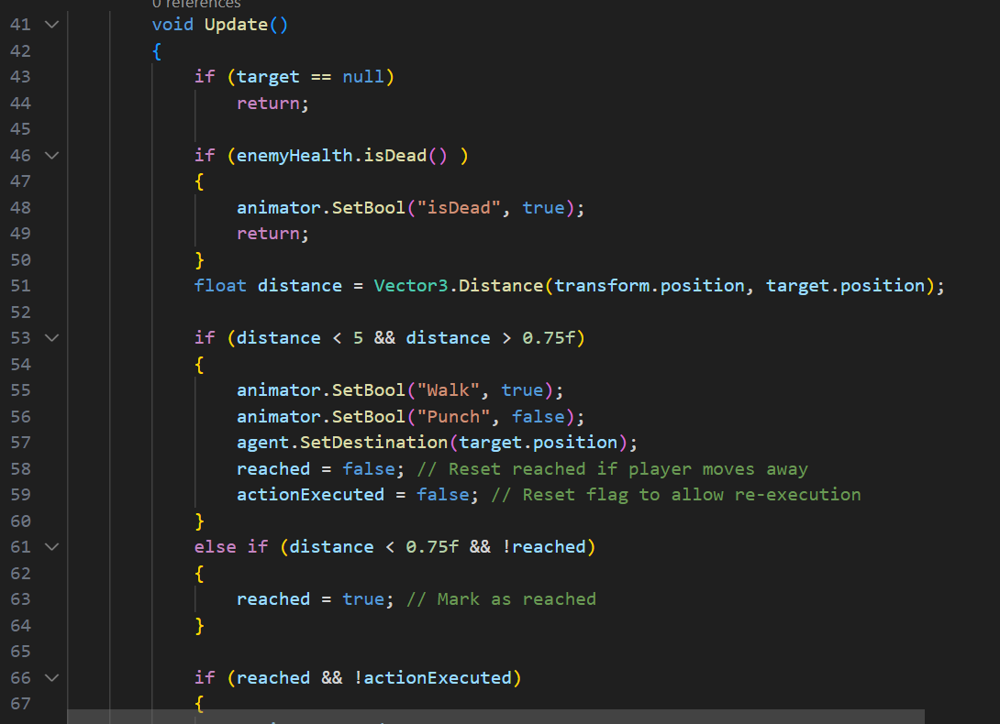 0 references
41 void Update()
42 {
43 if (target == null)
44 return;
45
46 if (enemyHealth.isDead() )
47 {
48 animator.SetBool("isDead", true);
49 return;
50 }
51 float distance = Vector3.Distance(transform.position, target.position);
52
53 if (distance < 5 && distance > 0.75f)
54 {
55 animator.SetBool("Walk", true);
56 animator.SetBool("Punch", false);
57 agent.SetDestination(target.position);
58 reached = false; // Reset reached if player moves away
59 actionExecuted = false; // Reset flag to allow re-execution
60 }
61 else if (distance < 0.75f && !reached)
62 {
63 reached = true; // Mark as reached
64 }
65
66 if (reached && !actionExecuted)
67 {